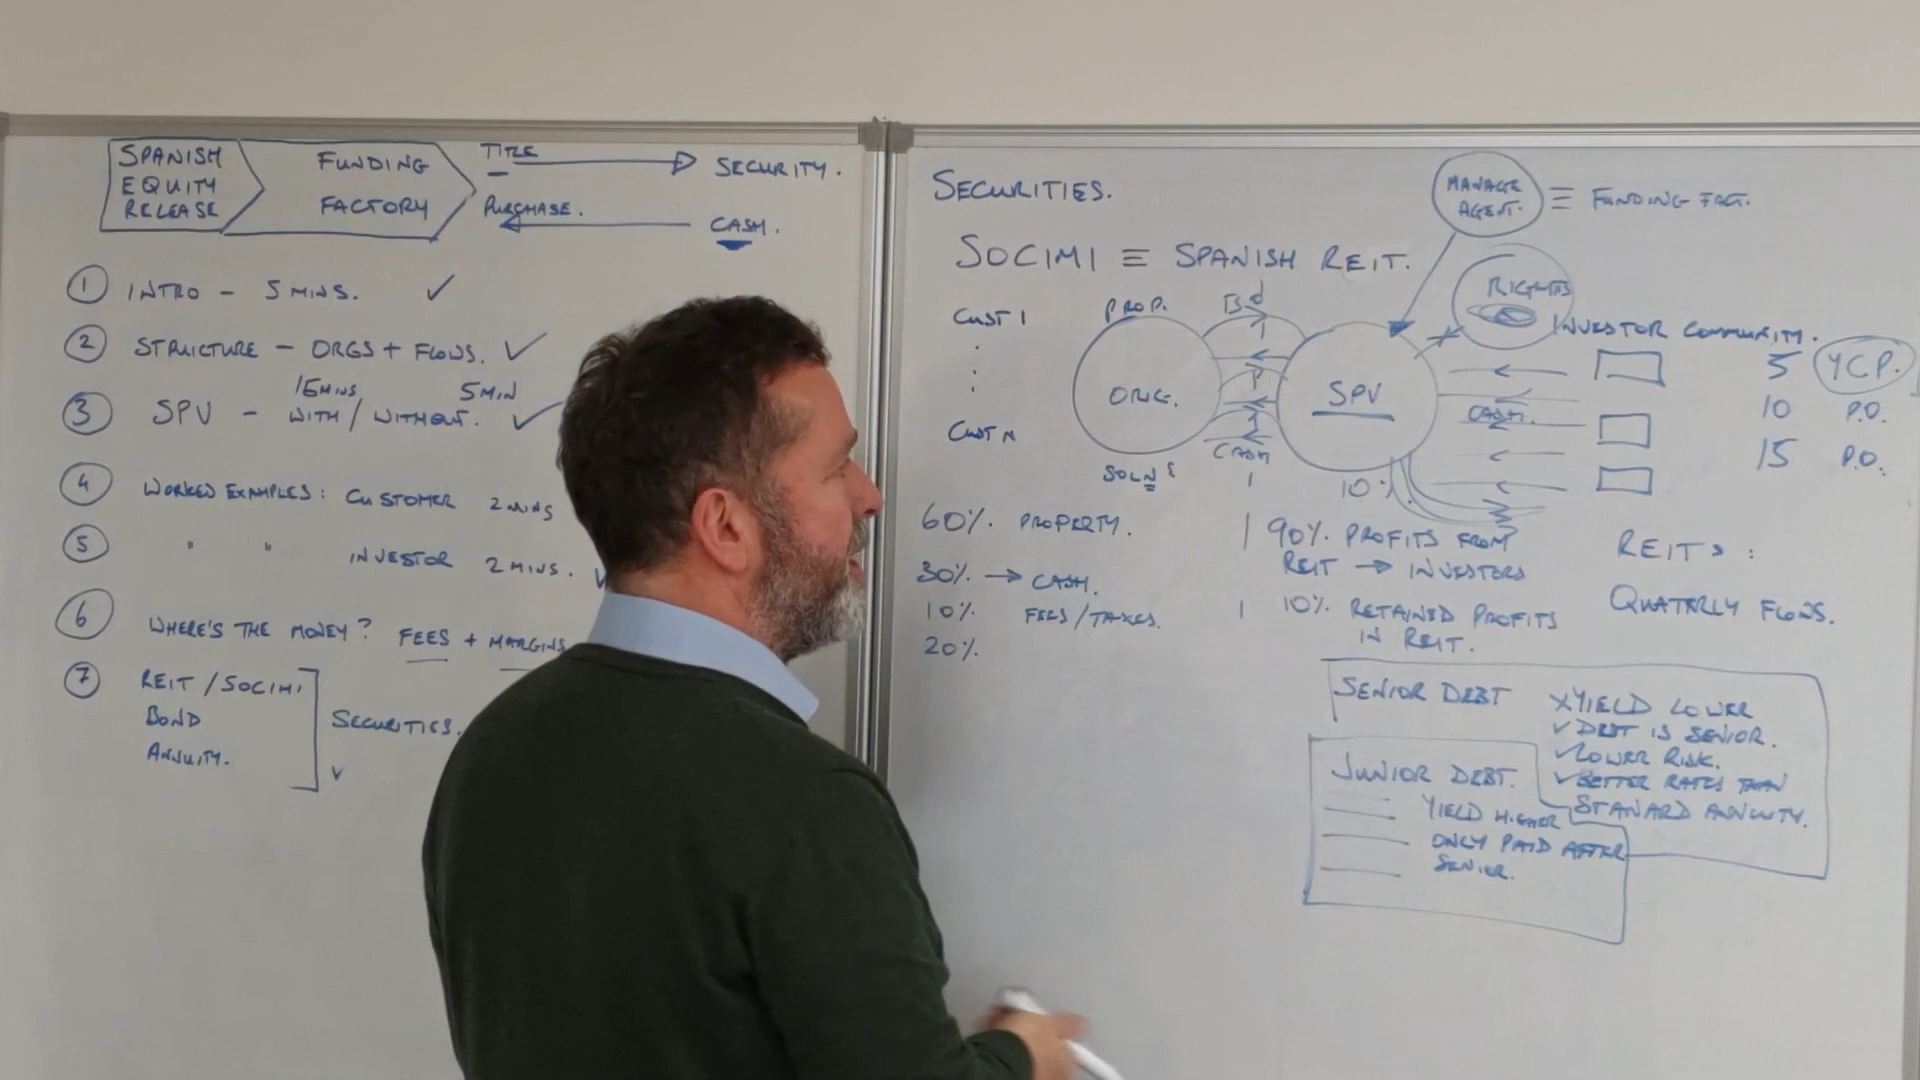 SPANISH
EQUITY
RELEASE
FUNDING
FACTORY
TITLE
SECURITY.
PURCHASE.
CASH.
1 INTRO - 5 MINS. ✓
2 STRUCTURE - ORGS + FLOWS. ✓
15 MINS 5 MIN
3 SPV - WITH / WITHOUT. ✓
4 WORKED EXAMPLES: CUSTOMER 2 MINS
5 " " INVESTOR 2 MINS.
6 WHERE'S THE MONEY? FEES + MARGINS
7 REIT / SOCIMI
BOND
ANNUITY.
SECURITIES.
SECURITIES.
MANAGE
AGENT.
≡ FUNDING FACT.
SOCIMI ≡ SPANISH REIT.
CUST 1
CUST N
PROP.
ORIG.
CASH
SPV
RIGHTS
INVESTOR COMMUNITY.
CASH.
5 YCP.
10 P.O.
15 P.O.
10%
60%. PROPERTY.
30% → CASH.
10% FEES/TAXES.
20%.
90%. PROFITS FROM
REIT → INVESTORS
10%. RETAINED PROFITS
IN REIT.
REITs:
QUATERLY FLOWS.
SENIOR DEBT
X YIELD LOWER
✓ DEBT IS SENIOR.
✓ LOWER RISK.
✓ BETTER RATES THAN
STANARD ANNUITY.
JUNIOR DEBT.
YIELD HIGHER
ONLY PAID AFTER
SENIOR.